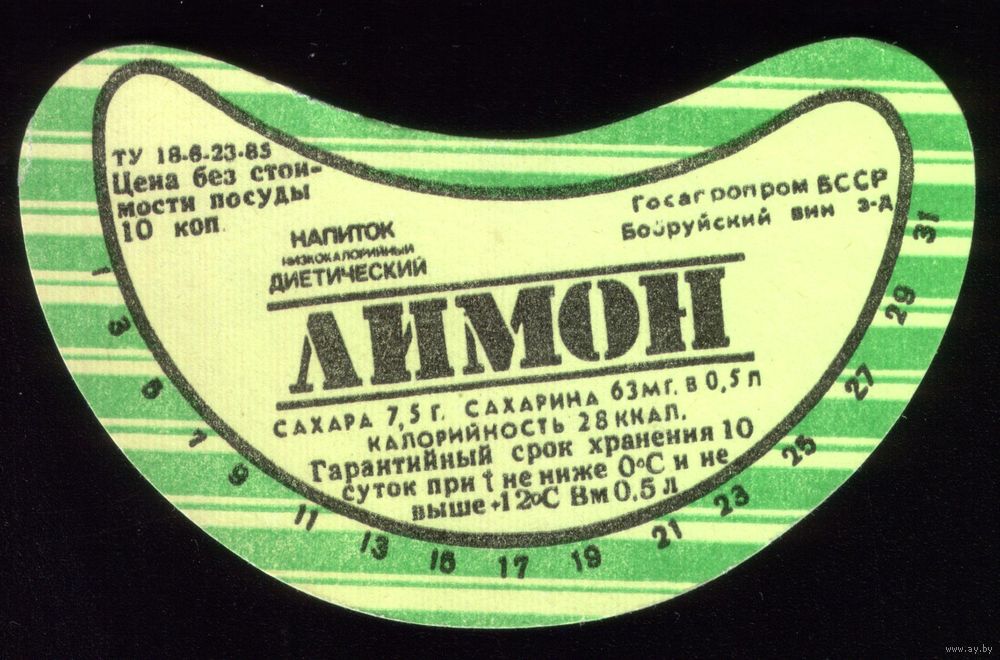 ТУ 18-6-23-85
Цена без стои-
мости посуды
10 коп.
Госагропром БССР
Бобруйский вин з-д
НАПИТОК
НИЗКОКАЛОРИЙНЫЙ
ДИЕТИЧЕСКИЙ
ЛИМОН
САХАРА 7,5 Г. САХАРИНА 63МГ. В 0,5 Л
КАЛОРИЙНОСТЬ 28 ККАЛ.
Гарантийный срок хранения 10
суток при t не ниже 0°С и не
выше +12°С Вм 0.5 л
1 3 5 7 9 11 13 15 17 19 21 23 25 27 29 31
www.ay.by